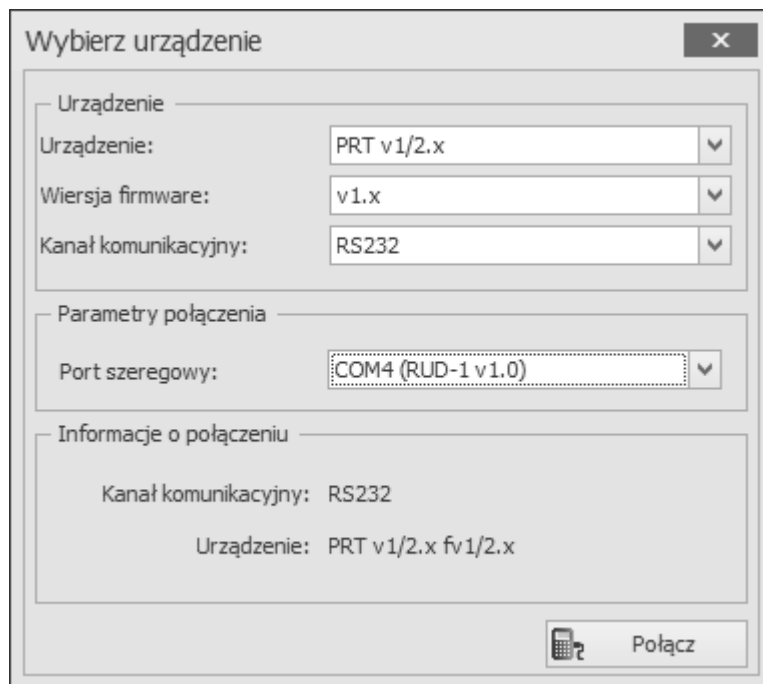 Wybierz urządzenie
Urządzenie
Urządzenie: PRT v1/2.x
Wiersja firmware: v1.x
Kanał komunikacyjny: RS232
Parametry połączenia
Port szeregowy: COM4 (RUD-1 v1.0)
Informacje o połączeniu
Kanał komunikacyjny: RS232
Urządzenie: PRT v1/2.x fv1/2.x
Połącz